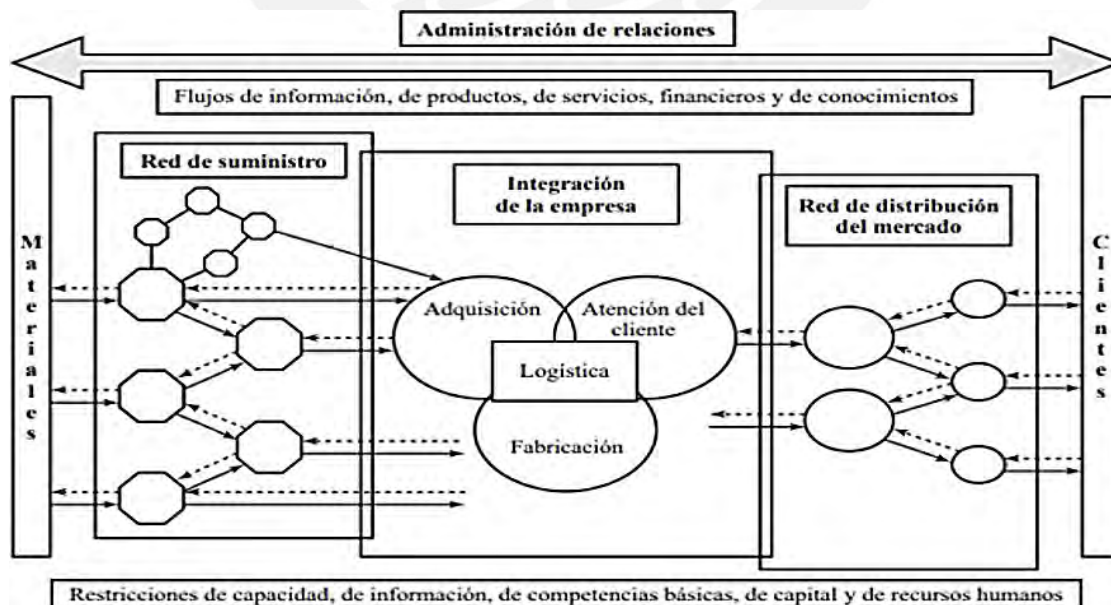 Administración de relaciones
Flujos de información, de productos, de servicios, financieros y de conocimientos
Materiales
Red de suministro
Integración
de la empresa
Red de distribución
del mercado
Clientes
Adquisición
Atención del
cliente
Logística
Fabricación
Restricciones de capacidad, de información, de competencias básicas, de capital y de recursos humanos